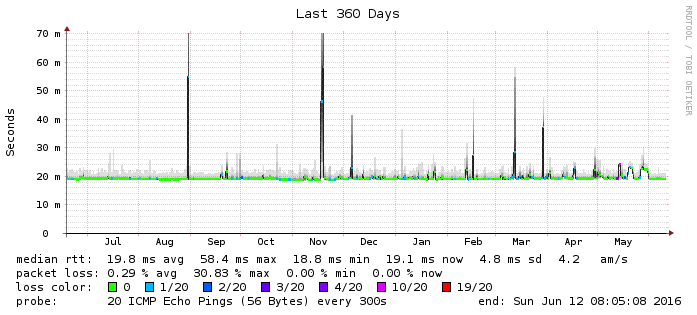 Last 360 Days
RRDTOOL / TOBI OETIKER
Seconds
70 m
60 m
50 m
40 m
30 m
20 m
10 m
0
Jul Aug Sep Oct Nov Dec Jan Feb Mar Apr May
median rtt: 19.8 ms avg 58.4 ms max 18.8 ms min 19.1 ms now 4.8 ms sd 4.2 am/s
packet loss: 0.29 % avg 30.83 % max 0.00 % min 0.00 % now
loss color: 0 1/20 2/20 3/20 4/20 10/20 19/20
probe: 20 ICMP Echo Pings (56 Bytes) every 300s end: Sun Jun 12 08:05:08 2016